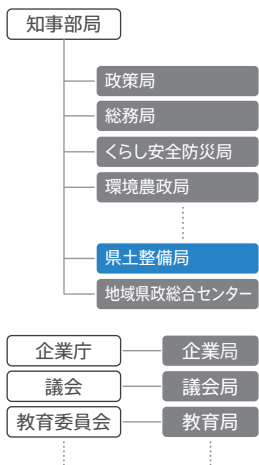 知事部局
政策局
総務局
くらし安全防災局
環境農政局
県土整備局
地域県政総合センター
企業庁 企業局
議会 議会局
教育委員会 教育局